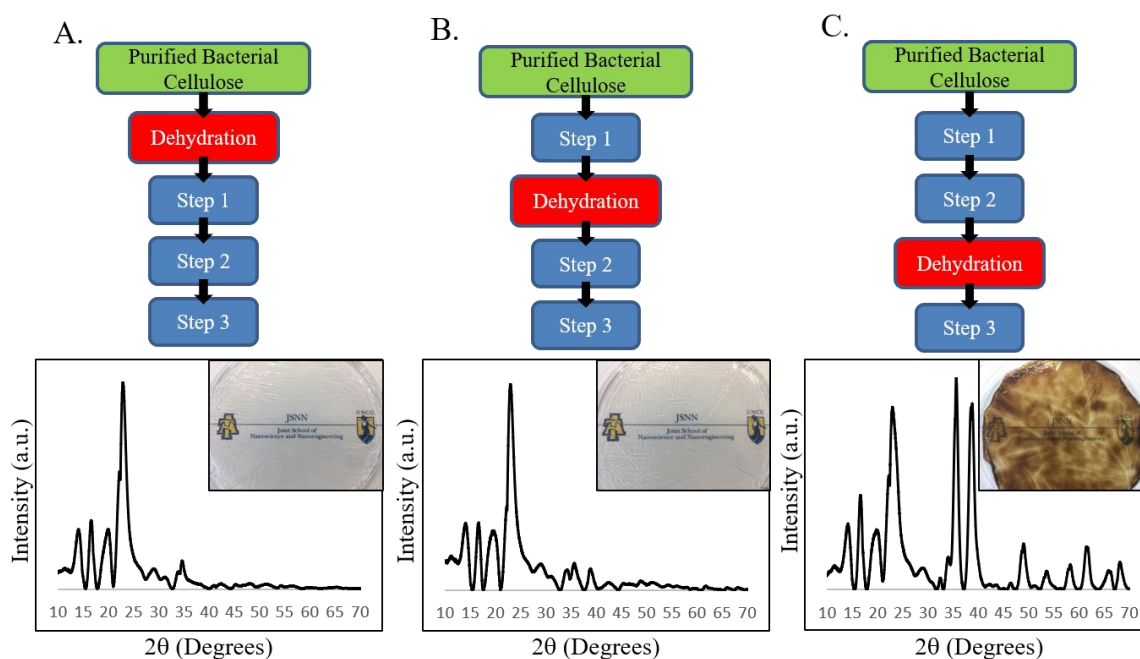 A.
Purified Bacterial
Cellulose
Dehydration
Step 1
Step 2
Step 3
Intensity (a.u.)
JSNN
Joint School of
Nanoscience and Nanoengineering
UNCG
10 15 20 25 30 35 40 45 50 55 60 65 70
2θ (Degrees)
B.
Purified Bacterial
Cellulose
Step 1
Dehydration
Step 2
Step 3
Intensity (a.u.)
JSNN
Joint School of
Nanoscience and Nanoengineering
UNCG
10 15 20 25 30 35 40 45 50 55 60 65 70
2θ (Degrees)
C.
Purified Bacterial
Cellulose
Step 1
Step 2
Dehydration
Step 3
Intensity (a.u.)
JSNN
10 15 20 25 30 35 40 45 50 55 60 65 70
2θ (Degrees)